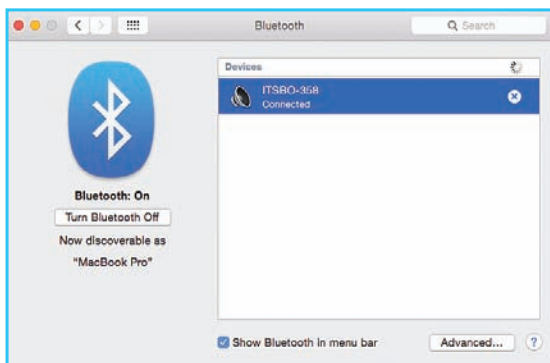 Bluetooth
Search
Devices
ITSBO-358
Connected
Bluetooth: On
Turn Bluetooth Off
Now discoverable as
“MacBook Pro”
Show Bluetooth in menu bar
Advanced...
?